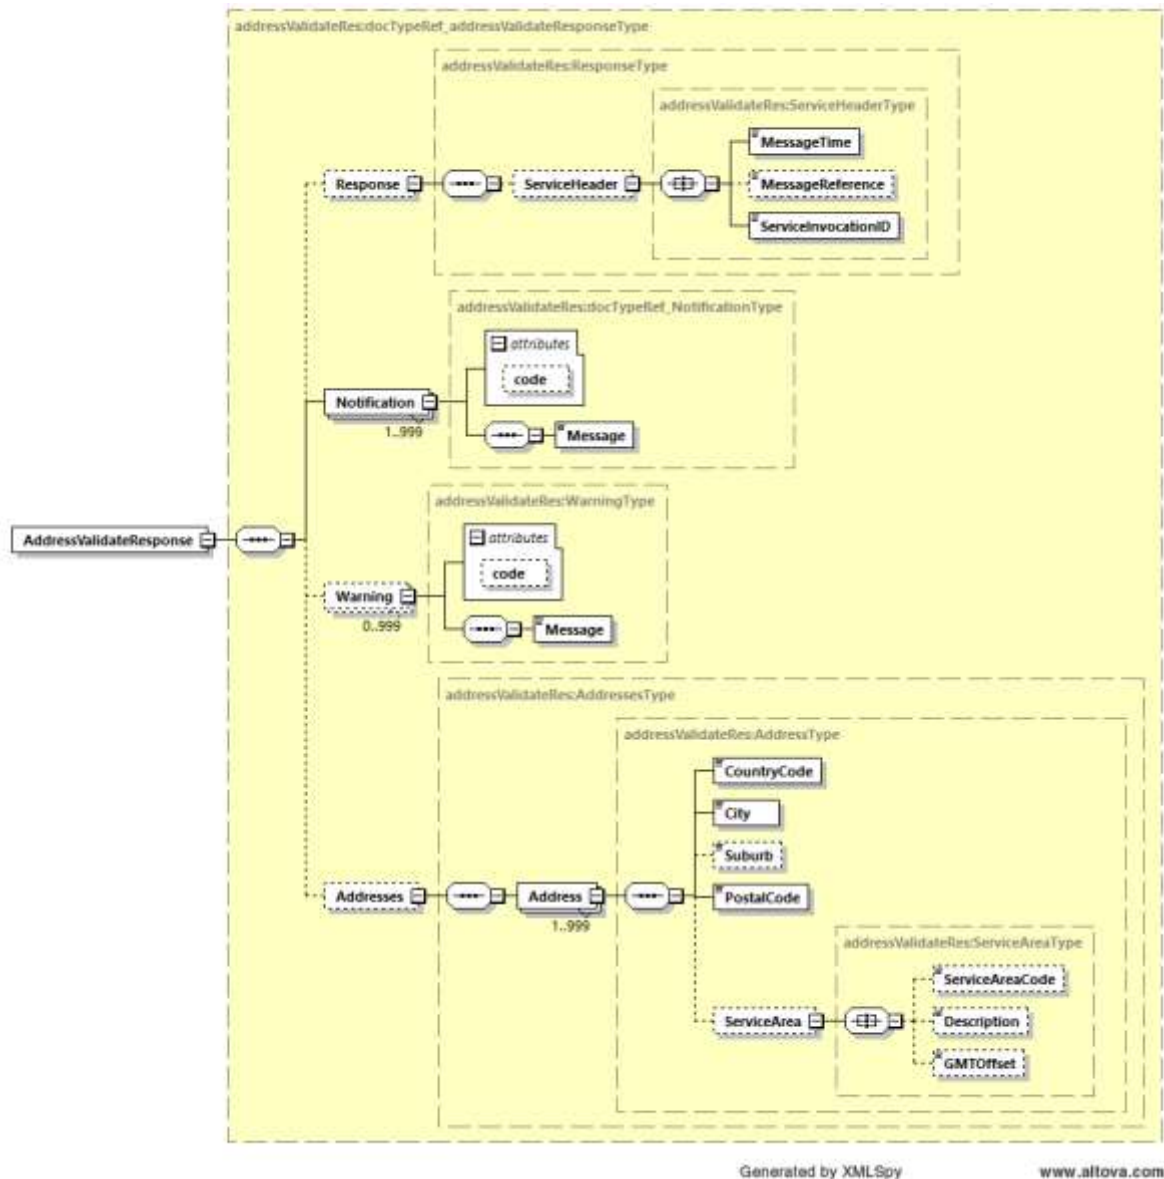 addressValidateRes:docTypeRef_addressValidateResponseType
addressValidateRes:ResponseType
addressValidateRes:ServiceHeaderType
MessageTime
Response
ServiceHeader
MessageReference
ServiceInvocationID
addressValidateRes:docTypeRef_NotificationType
attributes
code
Notification
1..999
Message
addressValidateRes:WarningType
attributes
code
AddressValidateResponse
Warning
0..999
Message
addressValidateRes:AddressesType
addressValidateRes:AddressType
CountryCode
City
Suburb
Addresses
Address
1..999
PostalCode
addressValidateRes:ServiceAreaType
ServiceAreaCode
ServiceArea
Description
GMTOffset
Generated by XMLSpy
www.altova.com